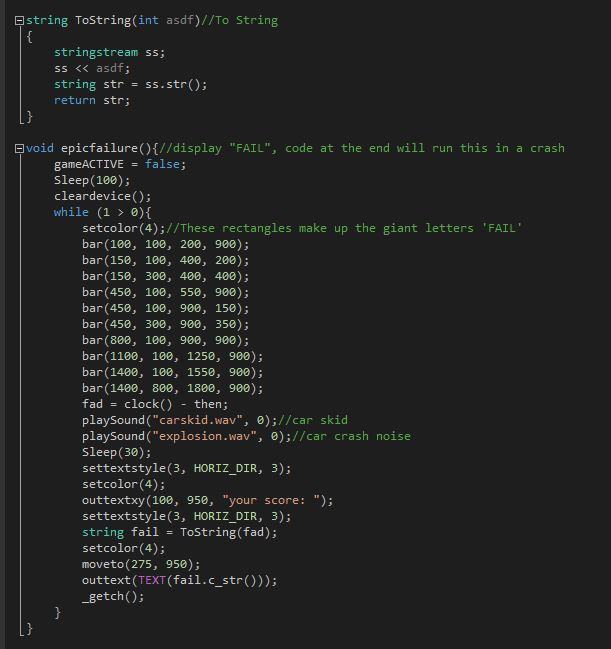 string ToString(int asdf)//To String
{
    stringstream ss;
    ss << asdf;
    string str = ss.str();
    return str;
}

void epicfailure(){//display "FAIL", code at the end will run this in a crash
    gameACTIVE = false;
    Sleep(100);
    cleardevice();
    while (1 > 0){
        setcolor(4);//These rectangles make up the giant letters 'FAIL'
        bar(100, 100, 200, 900);
        bar(150, 100, 400, 200);
        bar(150, 300, 400, 400);
        bar(450, 100, 550, 900);
        bar(450, 100, 900, 150);
        bar(450, 300, 900, 350);
        bar(800, 100, 900, 900);
        bar(1100, 100, 1250, 900);
        bar(1400, 100, 1550, 900);
        bar(1400, 800, 1800, 900);
        fad = clock() - then;
        playSound("carskid.wav", 0);//car skid
        playSound("explosion.wav", 0);//car crash noise
        Sleep(30);
        settextstyle(3, HORIZ_DIR, 3);
        setcolor(4);
        outtextxy(100, 950, "your score: ");
        settextstyle(3, HORIZ_DIR, 3);
        string fail = ToString(fad);
        setcolor(4);
        moveto(275, 950);
        outtext(TEXT(fail.c_str()));
        _getch();
    }
}